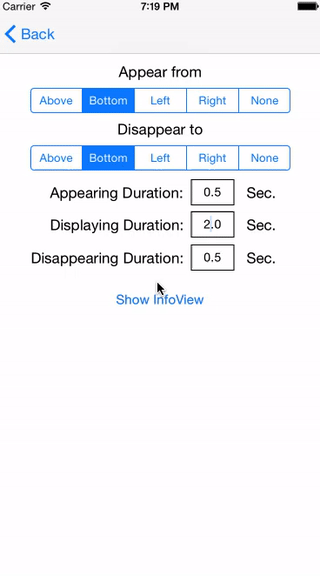 Carrier 7:19 PM
Back
Appear from
Above Bottom Left Right None
Disappear to
Above Bottom Left Right None
Appearing Duration: 0.5 Sec.
Displaying Duration: 2.0 Sec.
Disappearing Duration: 0.5 Sec.
Show InfoView